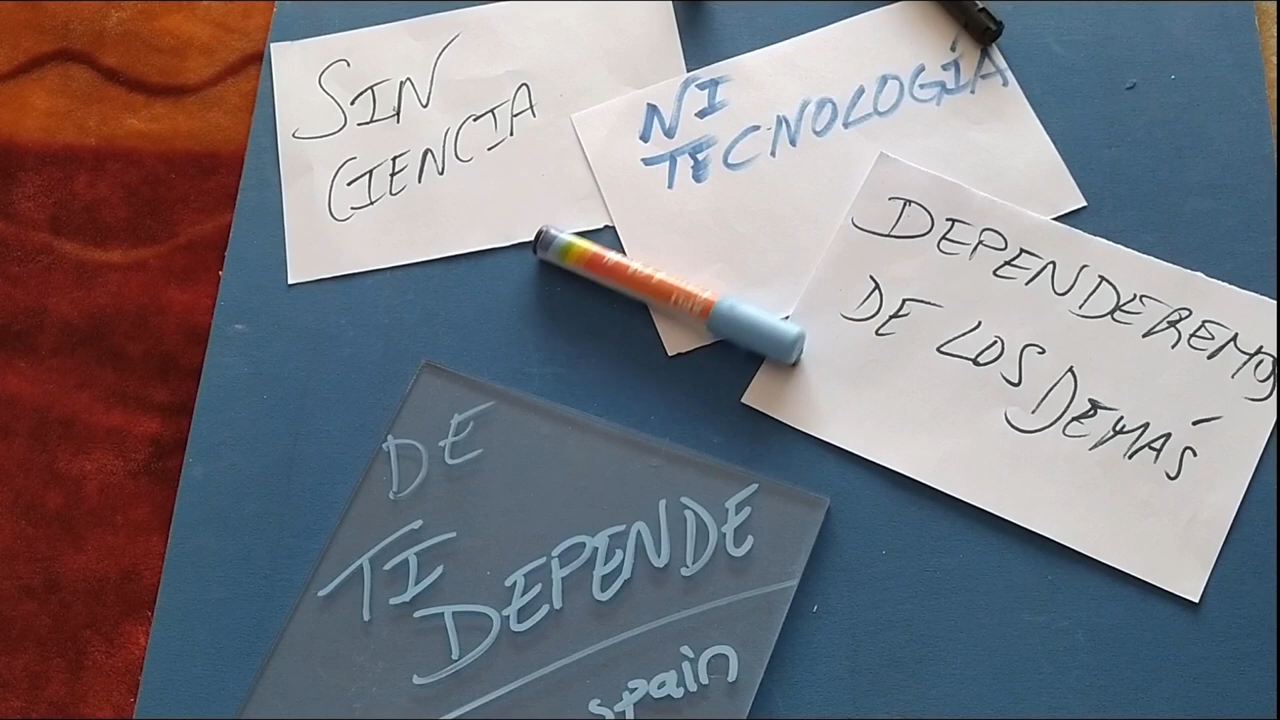 SIN
CIENCIA
NI
TECNOLOGÍA
DEPENDEREMOS
DE LOS DEMÁS
DE
TI
DEPENDE
spain